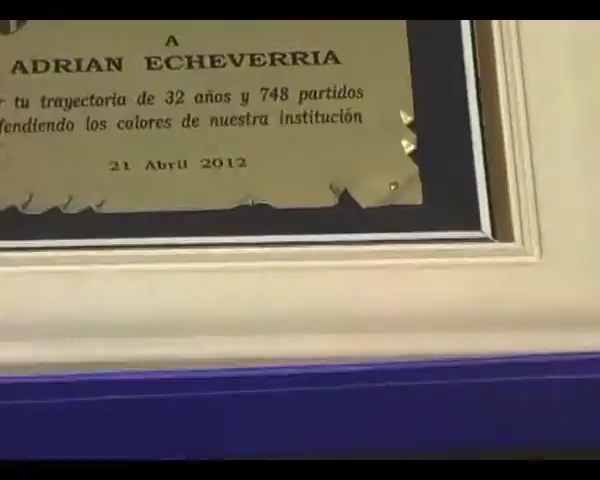 A
ADRIAN ECHEVERRIA
r tu trayectoria de 32 años y 748 partidos
fendiendo los colores de nuestra institución
21 Abril 2012